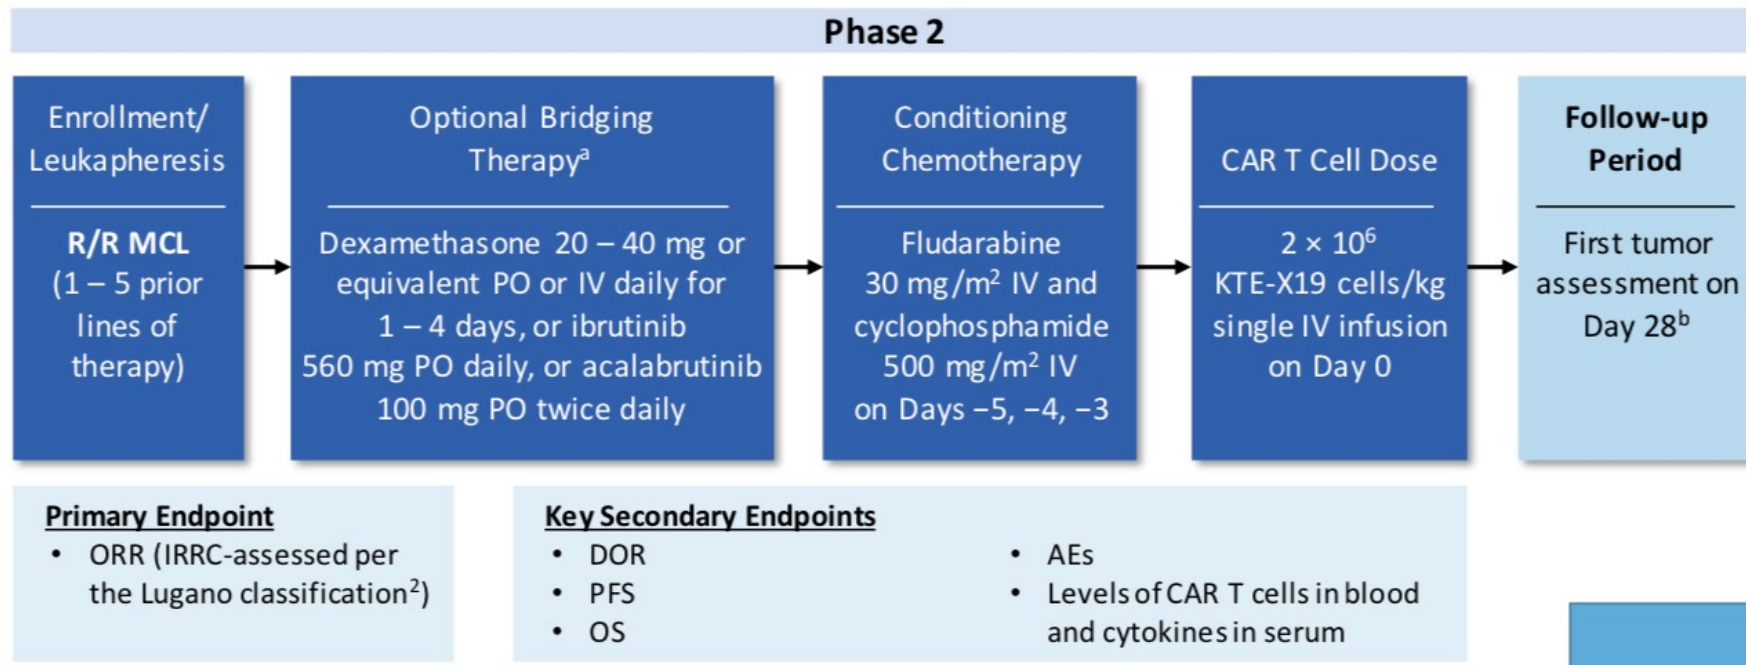 Phase 2
Enrollment/
Leukapheresis
R/R MCL
(1 – 5 prior
lines of
therapy)
Optional Bridging
Therapyᵃ
Dexamethasone 20 – 40 mg or
equivalent PO or IV daily for
1 – 4 days, or ibrutinib
560 mg PO daily, or acalabrutinib
100 mg PO twice daily
Conditioning
Chemotherapy
Fludarabine
30 mg/m² IV and
cyclophosphamide
500 mg/m² IV
on Days −5, −4, −3
CAR T Cell Dose
2 × 10⁶
KTE-X19 cells/kg
single IV infusion
on Day 0
Follow-up
Period
First tumor
assessment on
Day 28ᵇ
Primary Endpoint
• ORR (IRRC-assessed per
the Lugano classification²)
Key Secondary Endpoints
• DOR
• PFS
• OS
• AEs
• Levels of CAR T cells in blood
and cytokines in serum